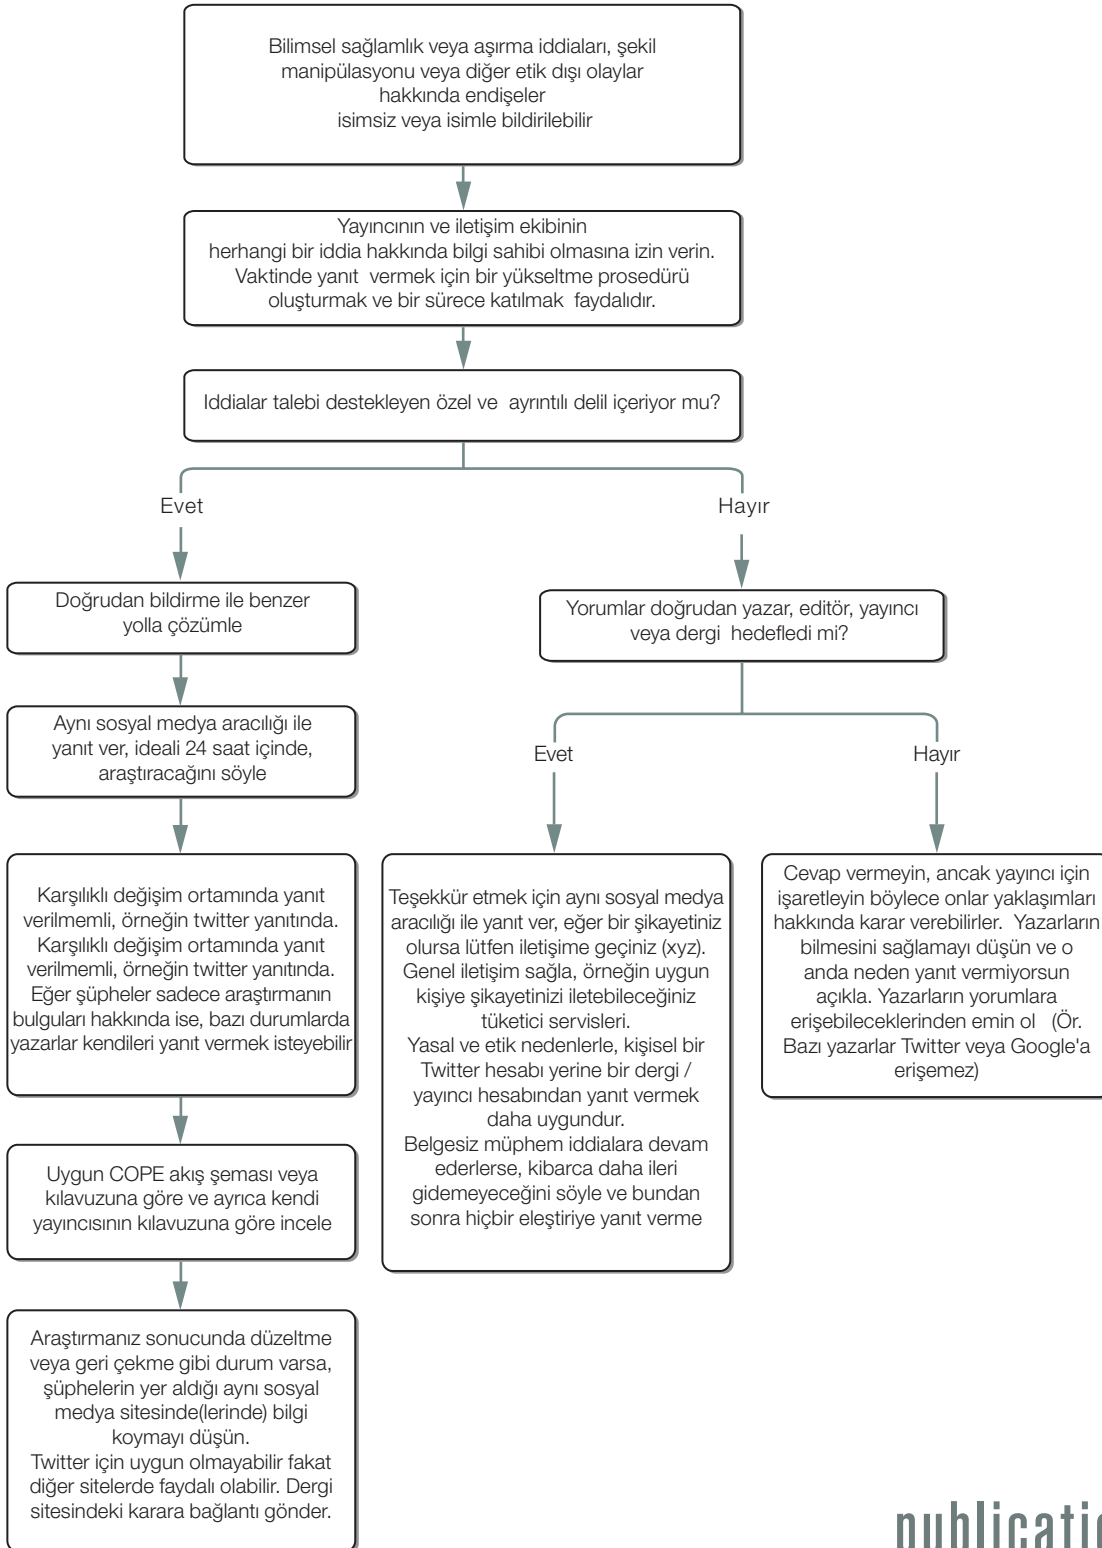 Bilimsel sağlamlık veya aşırma iddiaları, şekil
manipülasyonu veya diğer etik dışı olaylar
hakkında endişeler
isimsiz veya isimle bildirilebilir
Yayıncının ve iletişim ekibinin
herhangi bir iddia hakkında bilgi sahibi olmasına izin verin.
Vaktinde yanıt vermek için bir yükseltme prosedürü
oluşturmak ve bir sürece katılmak faydalıdır.
Iddialar talebi destekleyen özel ve ayrıntılı delil içeriyor mu?
Evet
Hayır
Doğrudan bildirme ile benzer
yolla çözümle
Yorumlar doğrudan yazar, editör, yayıncı
veya dergi hedefledi mi?
Aynı sosyal medya aracılığı ile
yanıt ver, ideali 24 saat içinde,
araştıracağını söyle
Evet
Hayır
Karşılıklı değişim ortamında yanıt
verilmemli, örneğin twitter yanıtında.
Karşılıklı değişim ortamında yanıt
verilmemli, örneğin twitter yanıtında.
Eğer şüpheler sadece araştırmanın
bulguları hakkında ise, bazı durumlarda
yazarlar kendileri yanıt vermek isteyebilir
Teşekkür etmek için aynı sosyal medya
aracılığı ile yanıt ver, eğer bir şikayetiniz
olursa lütfen iletişime geçiniz (xyz).
Genel iletişim sağla, örneğin uygun
kişiye şikayetinizi iletebileceğiniz
tüketici servisleri.
Yasal ve etik nedenlerle, kişisel bir
Twitter hesabı yerine bir dergi /
yayıncı hesabından yanıt vermek
daha uygundur.
Belgesiz müphem iddialara devam
ederlerse, kibarca daha ileri
gidemeyeceğini söyle ve bundan
sonra hiçbir eleştiriye yanıt verme
Cevap vermeyin, ancak yayıncı için
işaretleyin böylece onlar yaklaşımları
hakkında karar verebilirler. Yazarların
bilmesini sağlamayı düşün ve o
anda neden yanıt vermiyorsun
açıkla. Yazarların yorumlara
erişebileceklerinden emin ol (Ör.
Bazı yazarlar Twitter veya Google'a
erişemez)
Uygun COPE akış şeması veya
kılavuzuna göre ve ayrıca kendi
yayıncısının kılavuzuna göre incele
Araştırmanız sonucunda düzeltme
veya geri çekme gibi durum varsa,
şüphelerin yer aldığı aynı sosyal
medya sitesinde(lerinde) bilgi
koymayı düşün.
Twitter için uygun olmayabilir fakat
diğer sitelerde faydalı olabilir. Dergi
sitesindeki karara bağlantı gönder.